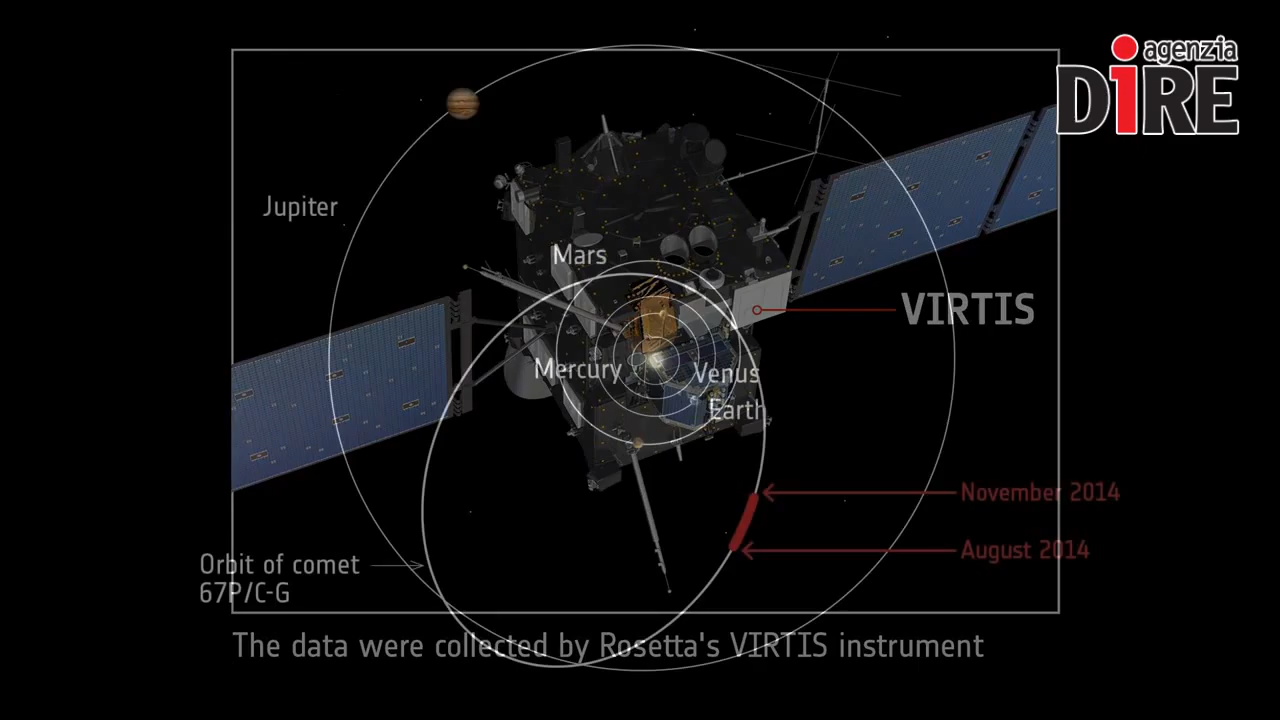 agenzia
DiRE
Jupiter
Mars
VIRTIS
Mercury
Venus
Earth
November 2014
August 2014
Orbit of comet
67P/C-G
The data were collected by Rosetta's VIRTIS instrument